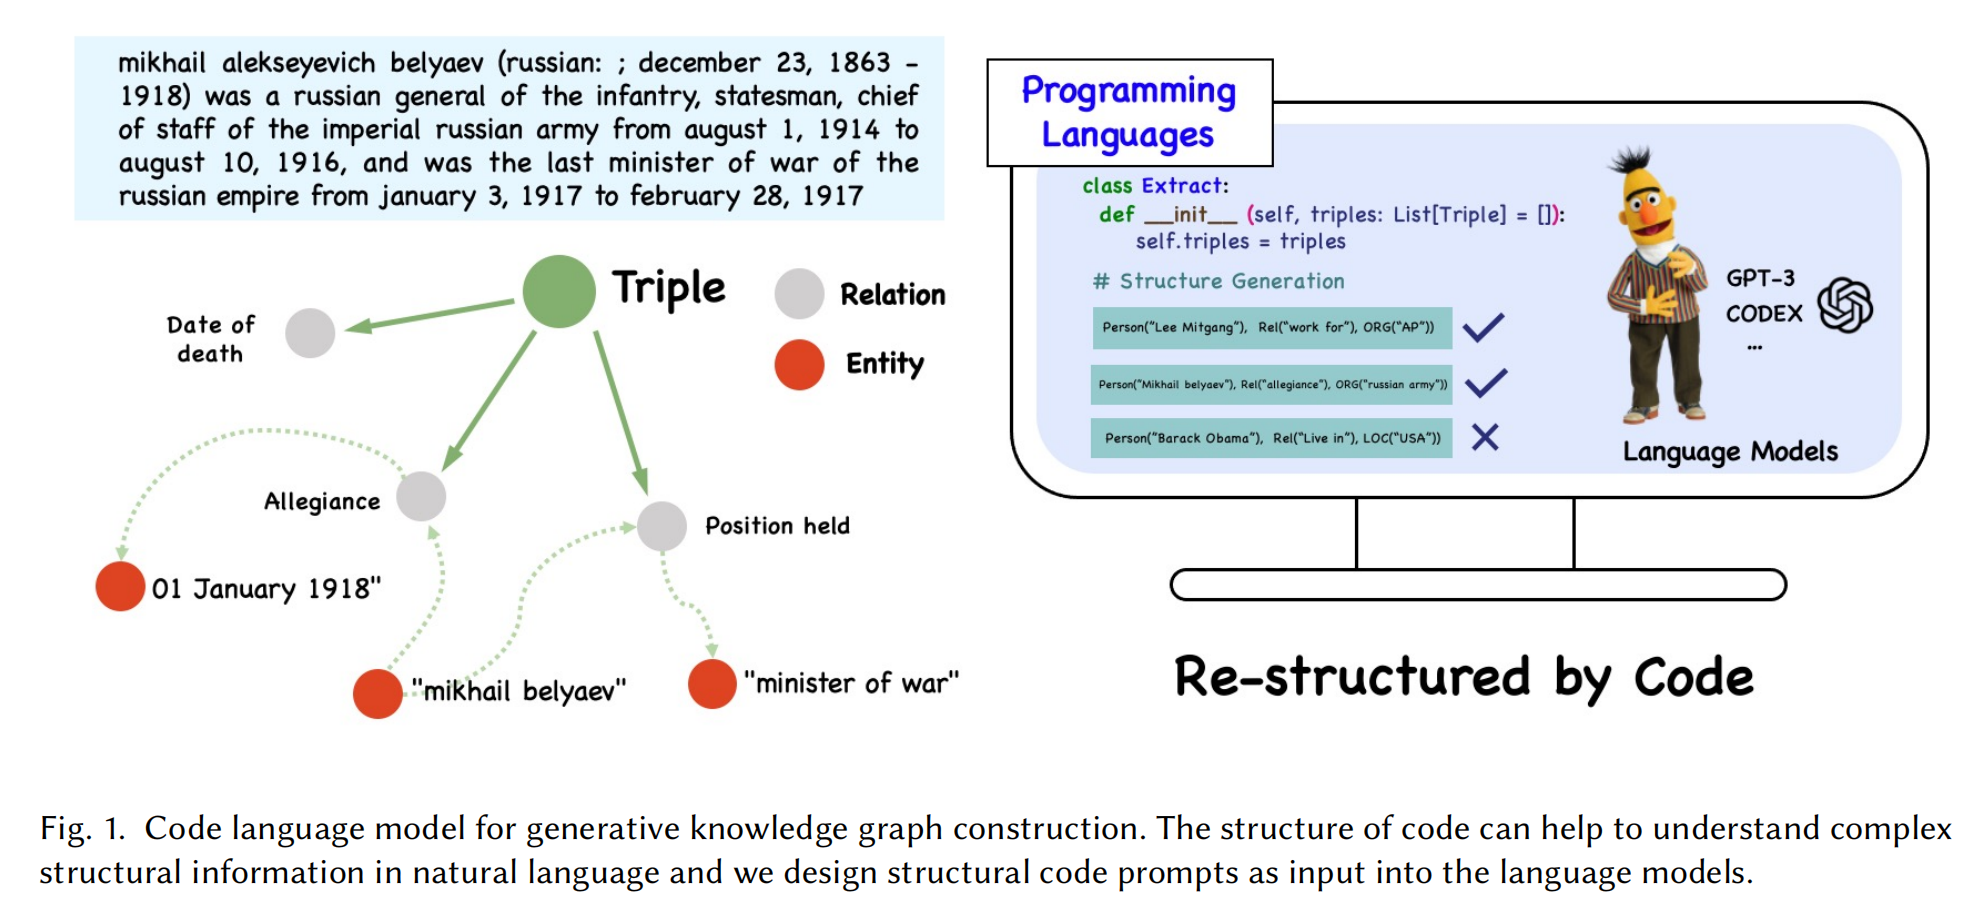 mikhail alekseyevich belyaev (russian: ; december 23, 1863 –
1918) was a russian general of the infantry, statesman, chief
of staff of the imperial russian army from august 1, 1914 to
august 10, 1916, and was the last minister of war of the
russian empire from january 3, 1917 to february 28, 1917
Triple
Relation
Entity
Date of
death
Allegiance
Position held
01 January 1918"
"mikhail belyaev"
"minister of war"
Programming
Languages
class Extract:
def __init__ (self, triples: List[Triple] = []):
self.triples = triples
# Structure Generation
Person("Lee Mitgang"), Rel("work for"), ORG("AP"))
Person("Mikhail belyaev"), Rel("allegiance"), ORG("russian army"))
Person("Barack Obama"), Rel("Live in"), LOC("USA"))
GPT-3
CODEX
...
Language Models
Re-structured by Code
Fig. 1. Code language model for generative knowledge graph construction. The structure of code can help to understand complex
structural information in natural language and we design structural code prompts as input into the language models.